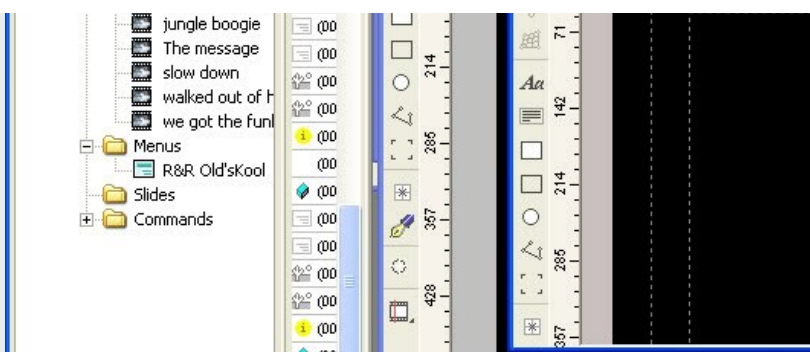 jungle boogie
The message
slow down
walked out of h
we got the funl
Menus
R&R Old'sKool
Slides
Commands
(00
(00
(00
(00
(00
(00
(00
(00
(00
(00
(00
(00
214
285
357
428
Aa
71
142
214
285
357